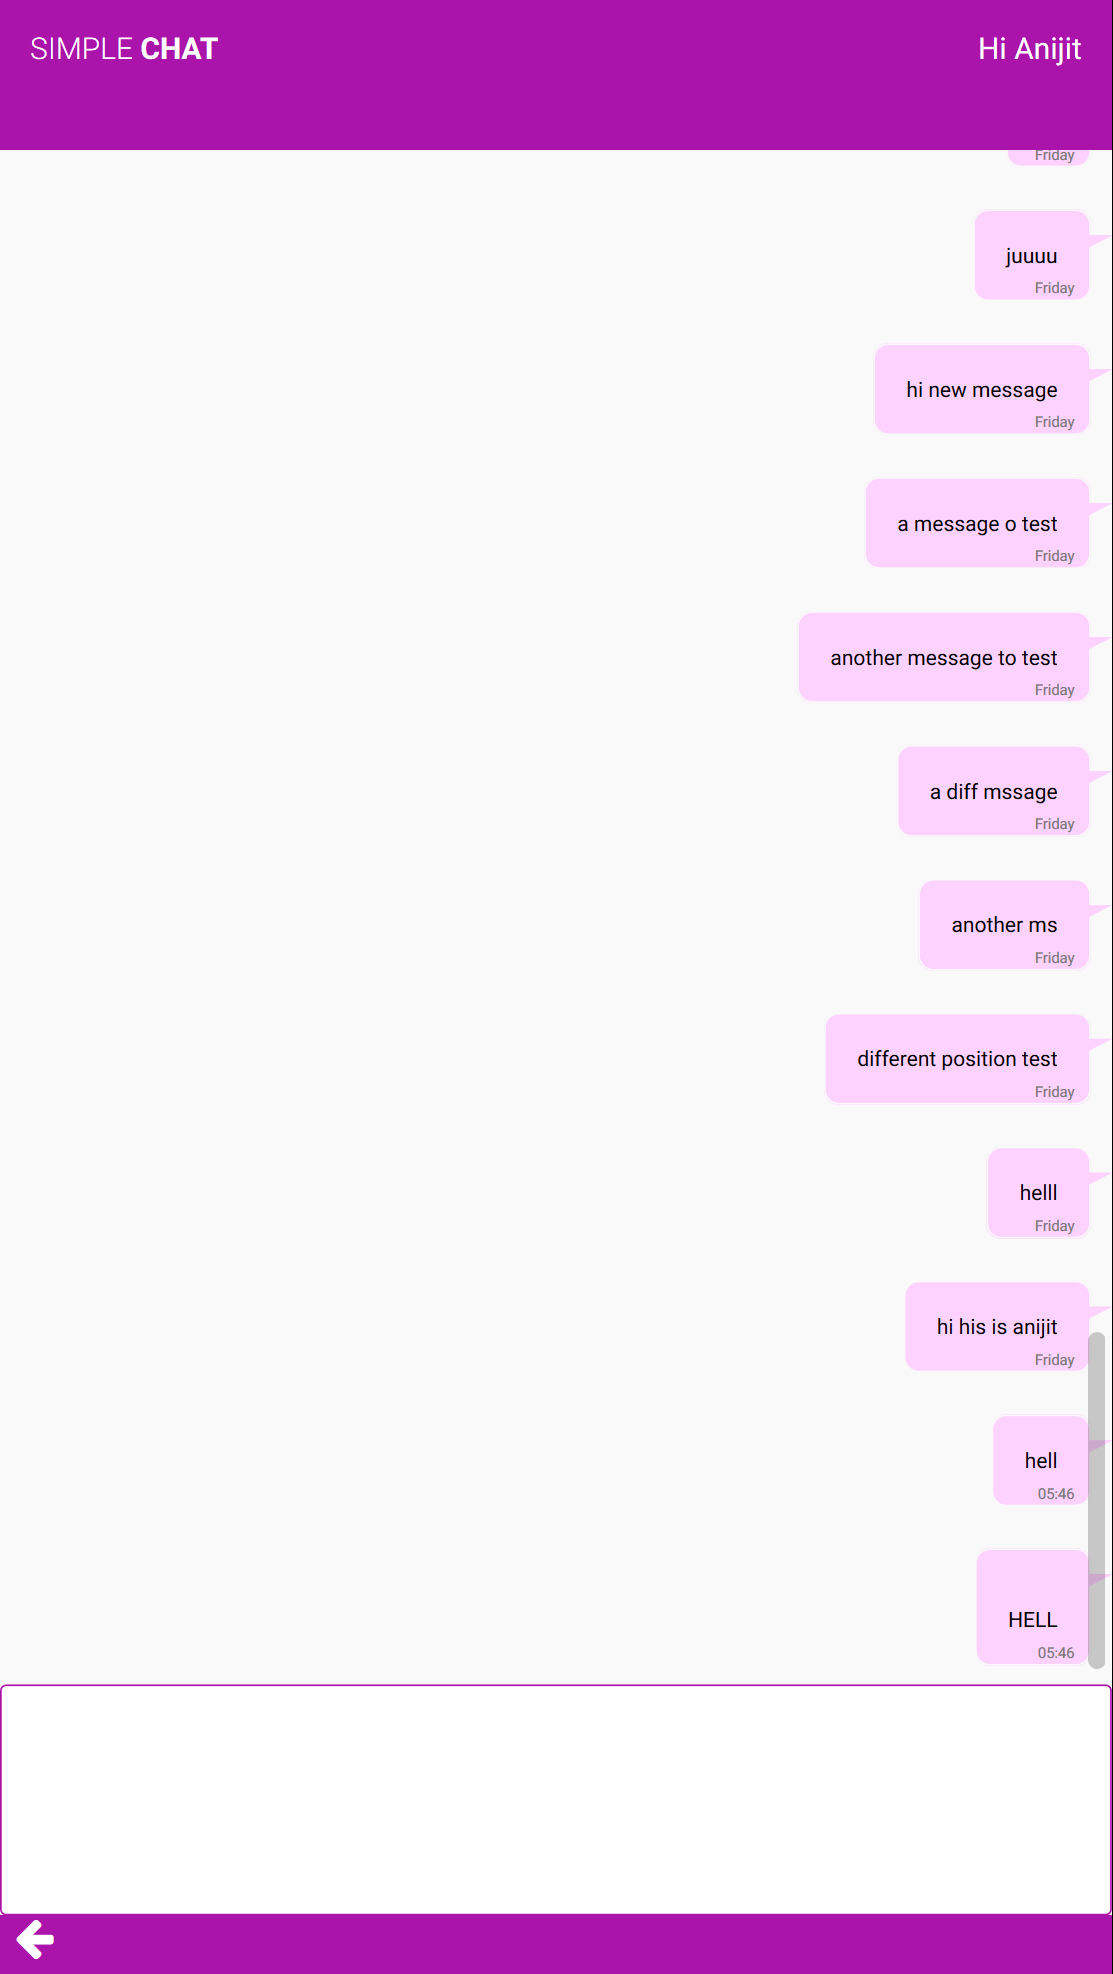 SIMPLE CHAT
Hi Anijit
Friday
juuuu
Friday
hi new message
Friday
a message o test
Friday
another message to test
Friday
a diff mssage
Friday
another ms
Friday
different position test
Friday
helll
Friday
hi his is anijit
Friday
hell
05:46
HELL
05:46